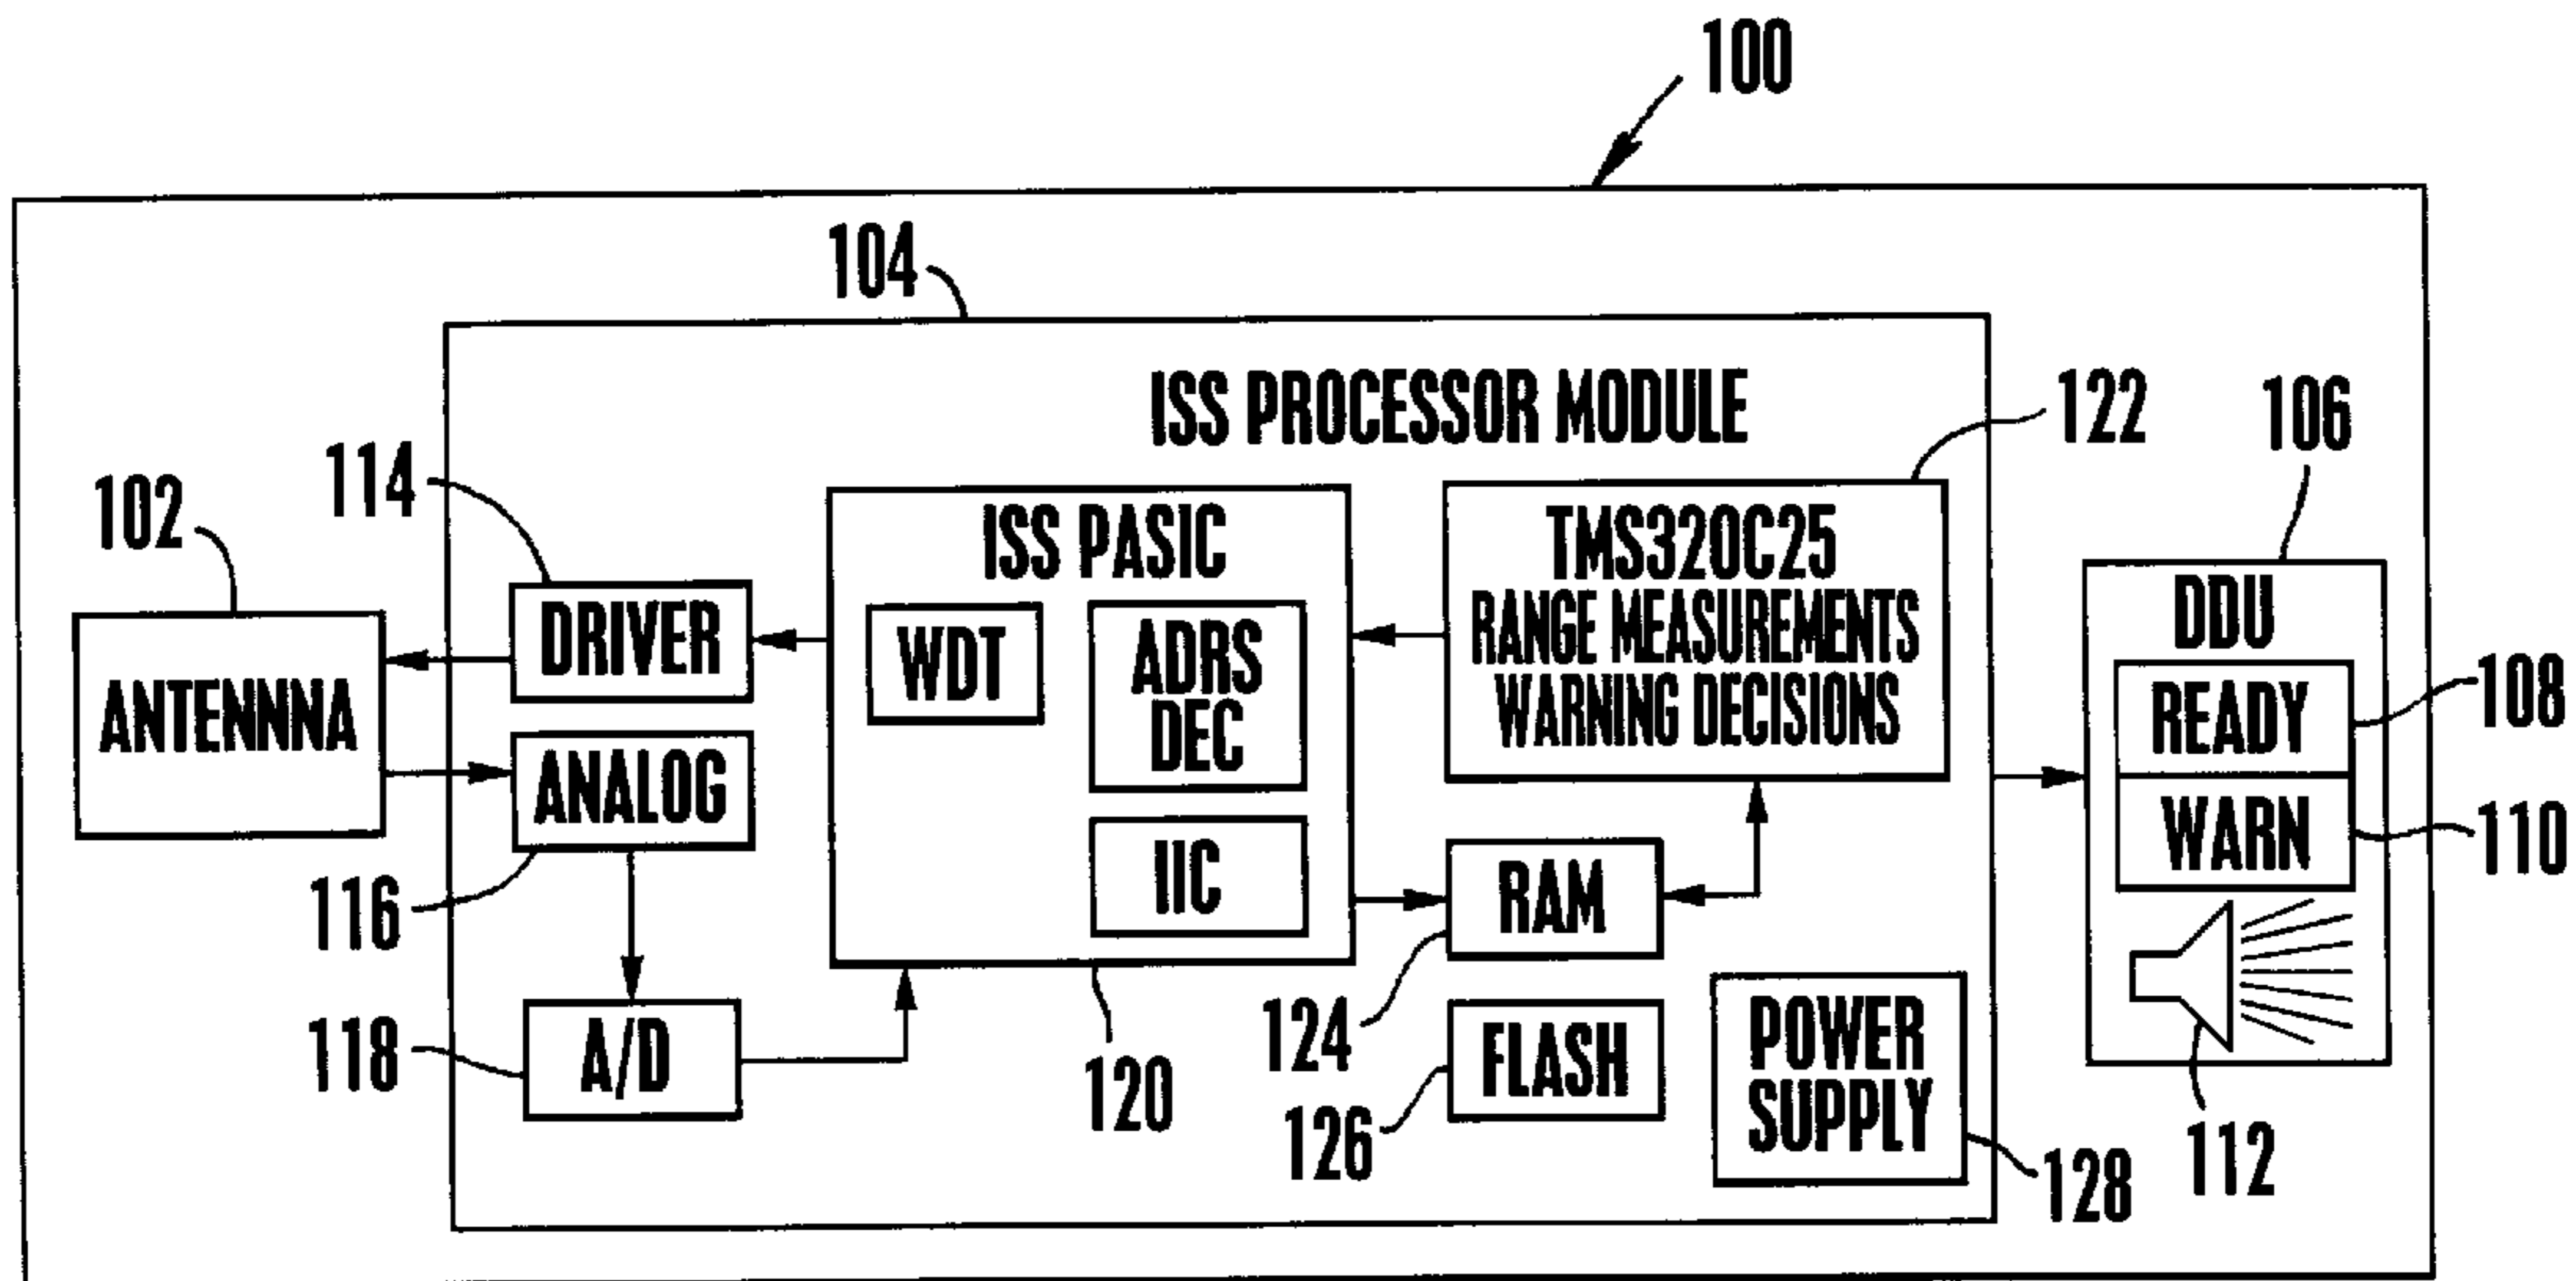 100
104
ISS PROCESSOR MODULE
122
106
114
102
ISS PASIC
TMS320C25
RANGE MEASUREMENTS
WARNING DECISIONS
DDU
DRIVER
WDT
ADRS
DEC
READY
108
ANTENNNA
ANALOG
WARN
110
IIC
RAM
116
118
A/D
120
124
FLASH
126
POWER
SUPPLY
128
112